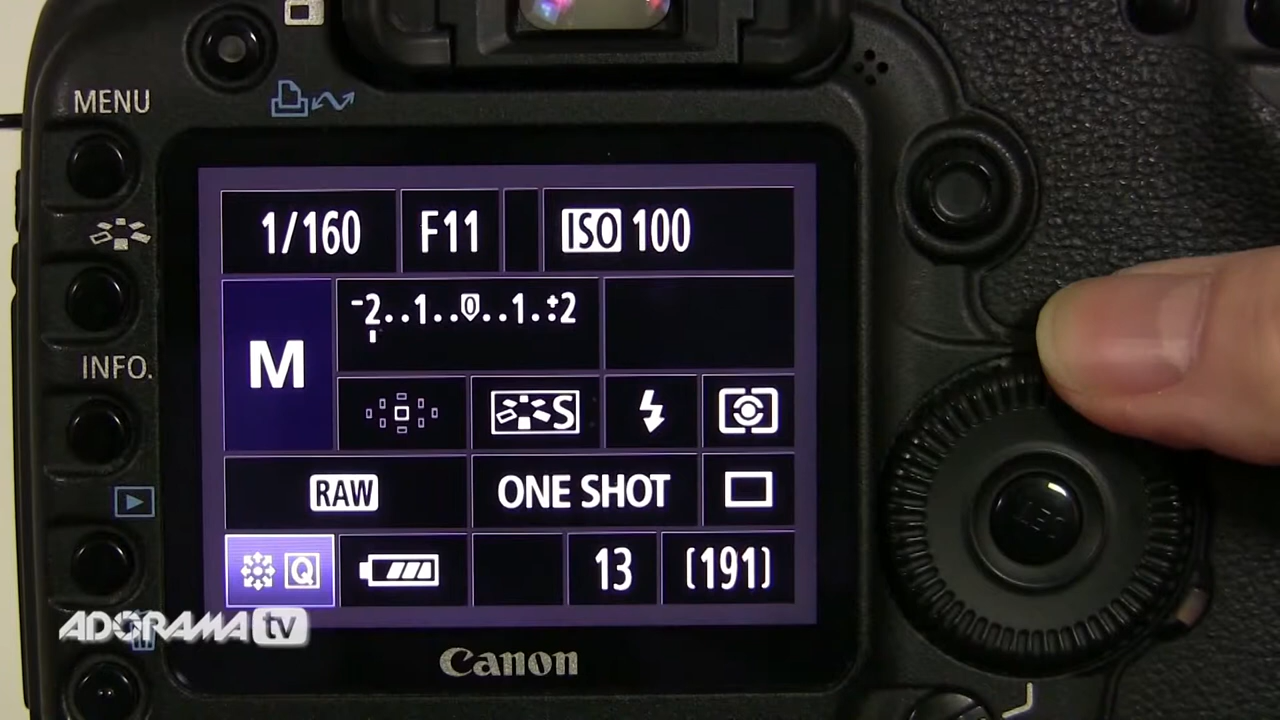 MENU
1/160 F11 ISO 100
M
-2..1..0..1.:+2
INFO.
S
RAW ONE SHOT
Q 13 [191]
ADORAMA tv
Canon